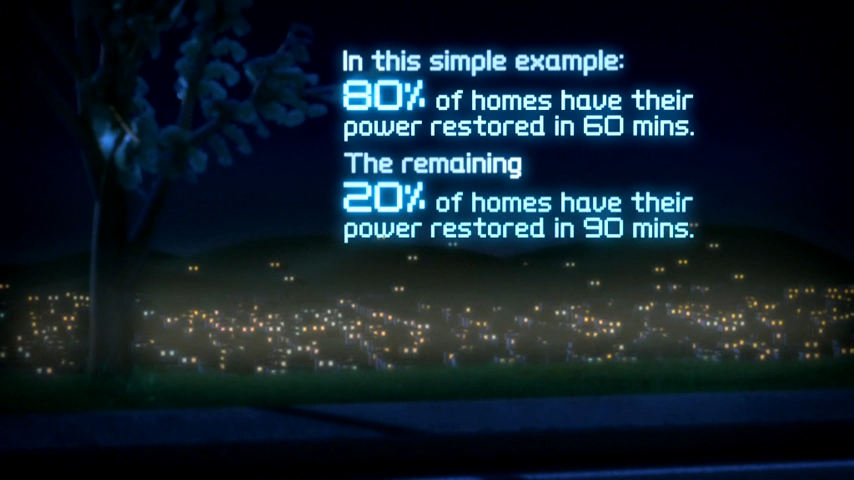 In this simple example:
80% of homes have their
power restored in 60 mins.
The remaining
20% of homes have their
power restored in 90 mins.